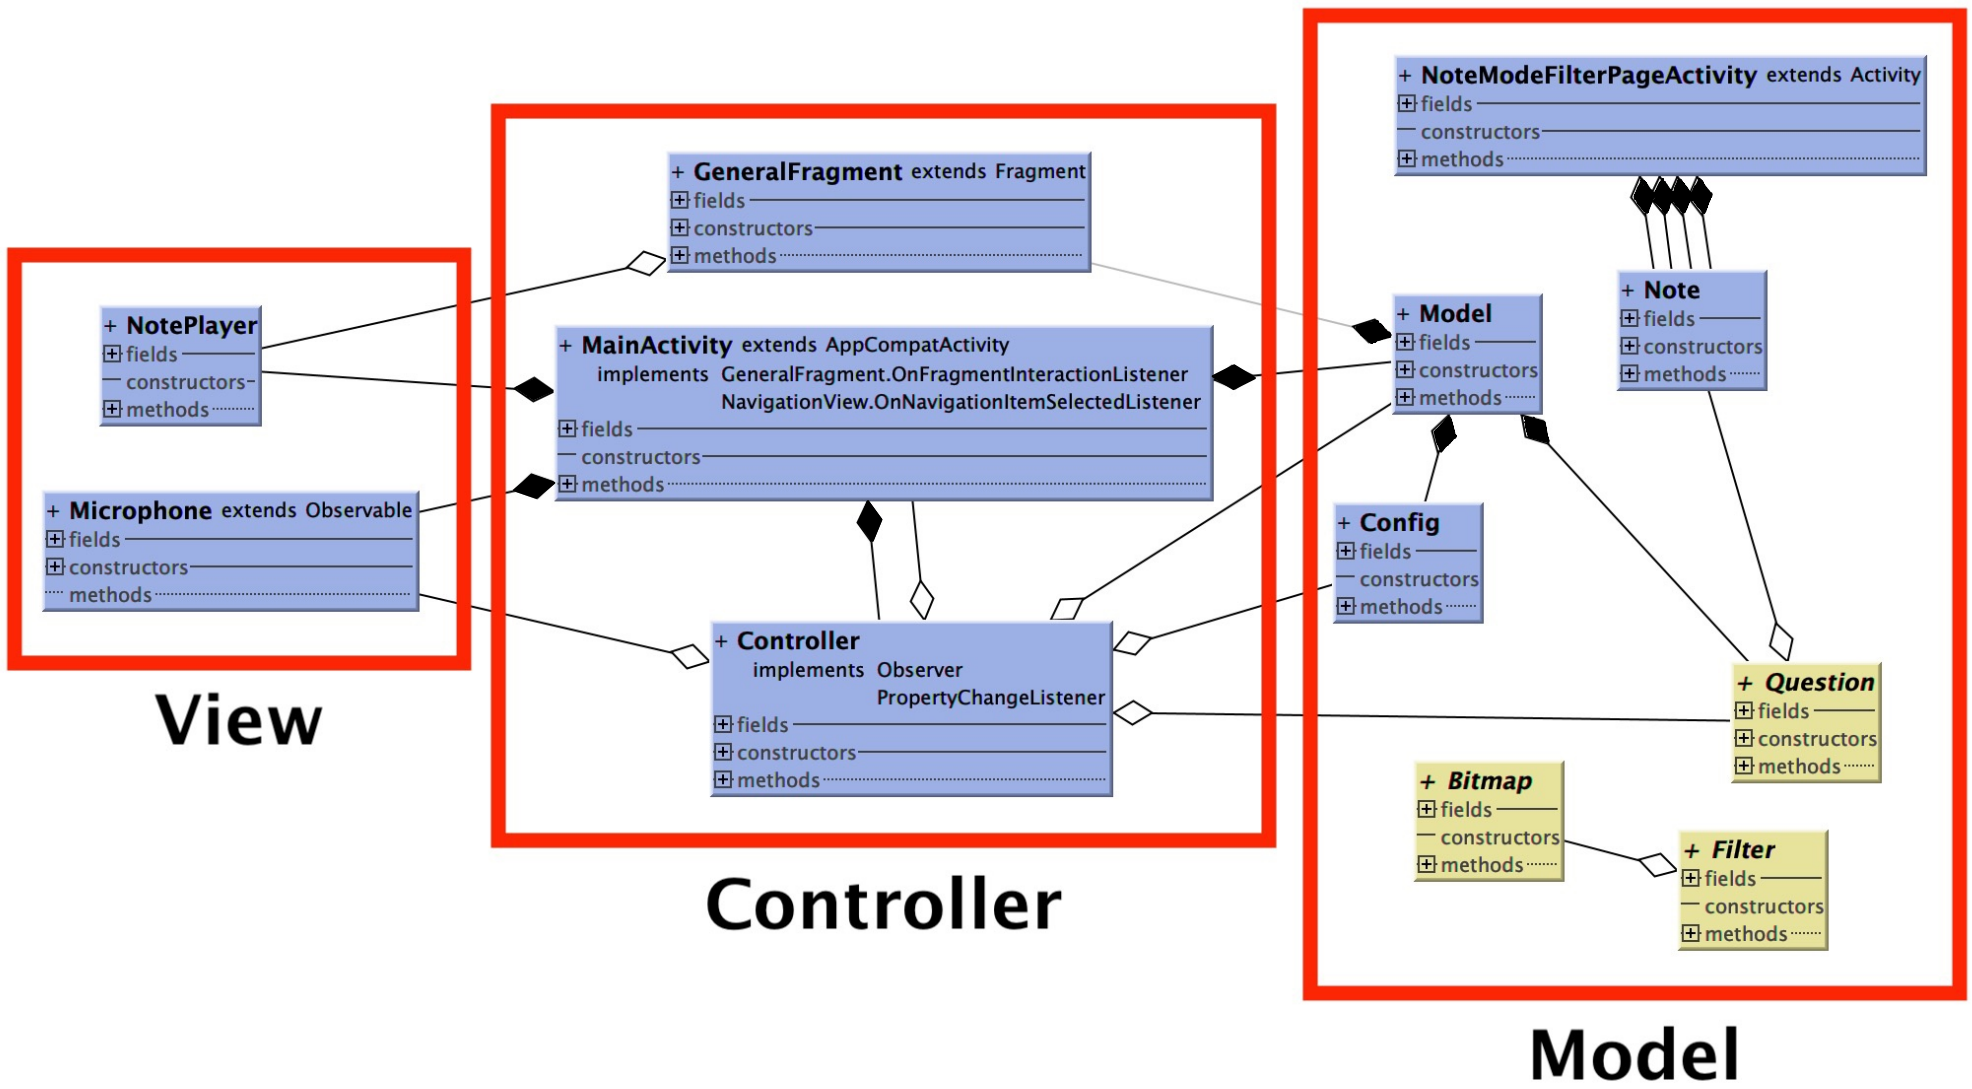 + NotePlayer
fields
constructors
methods
+ Microphone extends Observable
fields
constructors
methods
View
+ GeneralFragment extends Fragment
fields
constructors
methods
+ MainActivity extends AppCompatActivity
implements GeneralFragment.OnFragmentInteractionListener
NavigationView.OnNavigationItemSelectedListener
fields
constructors
methods
+ Controller
implements Observer
PropertyChangeListener
fields
constructors
methods
Controller
+ NoteModeFilterPageActivity extends Activity
fields
constructors
methods
+ Model
fields
constructors
methods
+ Note
fields
constructors
methods
+ Config
fields
constructors
methods
+ Question
fields
constructors
methods
+ Bitmap
fields
constructors
methods
+ Filter
fields
constructors
methods
Model